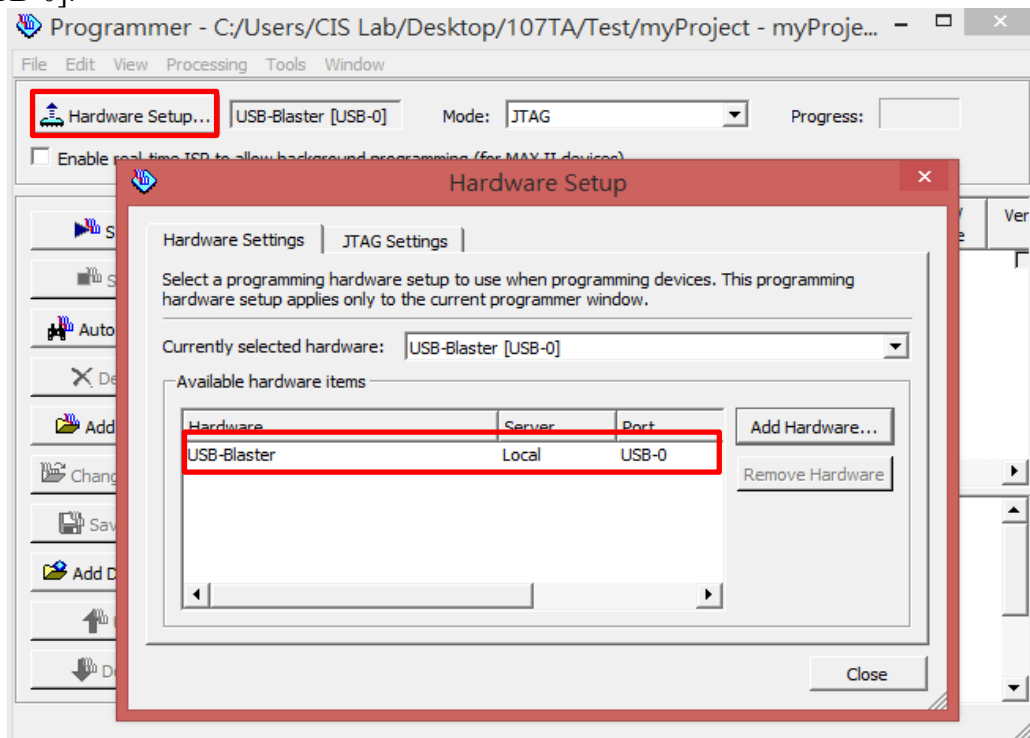 Programmer - C:/Users/CIS Lab/Desktop/107TA/Test/myProject - myProje...
File Edit View Processing Tools Window
Hardware Setup... USB-Blaster [USB-0] Mode: JTAG Progress:
Enable real-time ISP to allow background programming (for MAX II devices)
Hardware Setup
Hardware Settings JTAG Settings
Select a programming hardware setup to use when programming devices. This programming
hardware setup applies only to the current programmer window.
Currently selected hardware: USB-Blaster [USB-0]
Available hardware items
Hardware Server Port
USB-Blaster Local USB-0
Add Hardware...
Remove Hardware
Close
Auto
Add
Chang
Sav
Add D
Ver